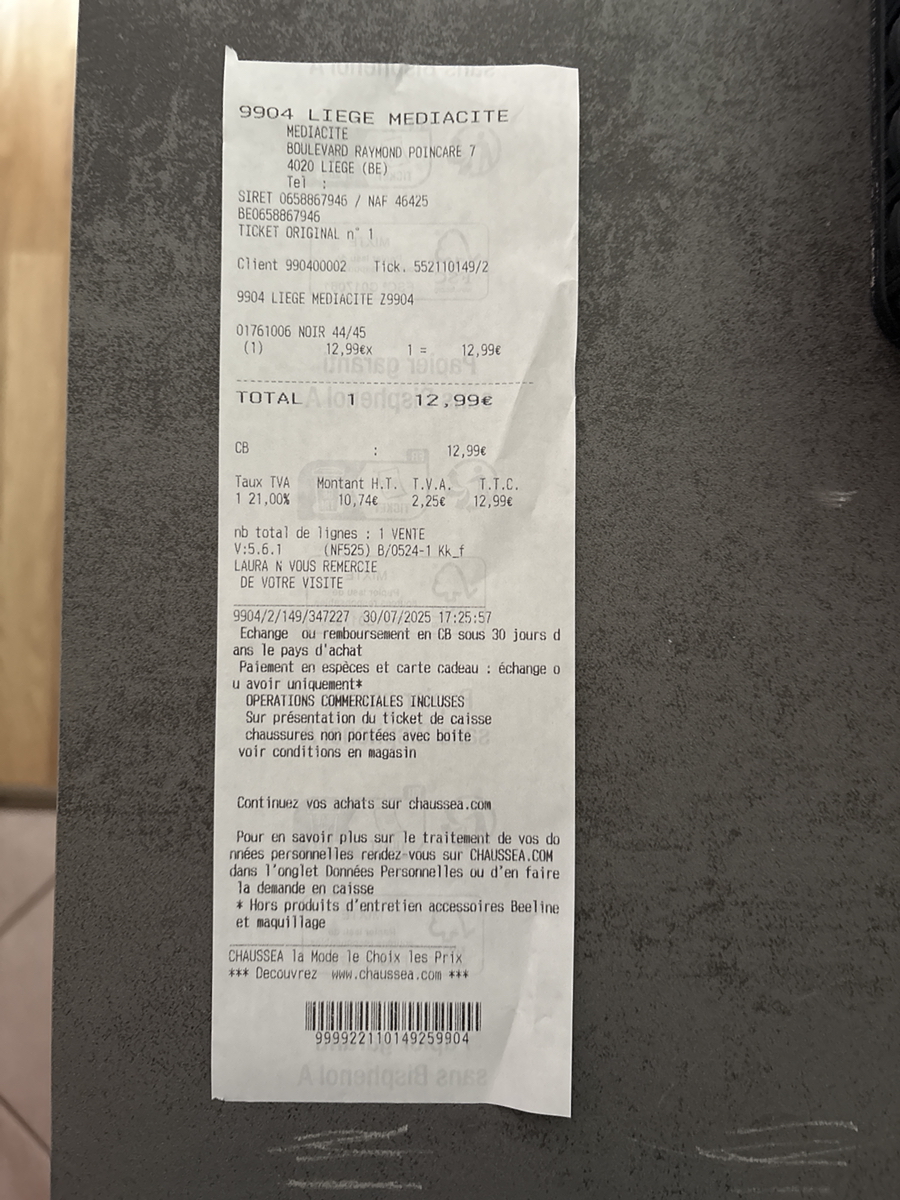 9904 LIEGE MEDIACITE
MEDIACITE
BOULEVARD RAYMOND POINCARE 7
4020 LIEGE (BE)
Tel :
SIRET 0658867946 / NAF 46425
BE0658867946
TICKET ORIGINAL n° 1
Client 990400002 Tick. 552110149/2
9904 LIEGE MEDIACITE Z9904
01761006 NOIR 44/45
(1) 12,99€x 1 = 12,99€
TOTAL 1 12,99€
CB : 12,99€
Taux TVA Montant H.T. T.V.A. T.T.C.
1 21,00% 10,74€ 2,25€ 12,99€
nb total de lignes : 1 VENTE
V:5.6.1 (NF525) B/0524-1 Kk_f
LAURA N VOUS REMERCIE
DE VOTRE VISITE
9904/2/149/347227 30/07/2025 17:25:57
Echange ou remboursement en CB sous 30 jours d
ans le pays d'achat
Paiement en espèces et carte cadeau : échange o
u avoir uniquement*
OPERATIONS COMMERCIALES INCLUSES
Sur présentation du ticket de caisse
chaussures non portées avec boite
voir conditions en magasin
Continuez vos achats sur chaussea.com
Pour en savoir plus sur le traitement de vos do
nnées personnelles rendez-vous sur CHAUSSEA.COM
dans l'onglet Données Personnelles ou d'en faire
la demande en caisse
* Hors produits d'entretien accessoires Beeline
et maquillage
CHAUSSEA la Mode le Choix les Prix
*** Decouvrez www.chaussea.com ***
999922110149259904